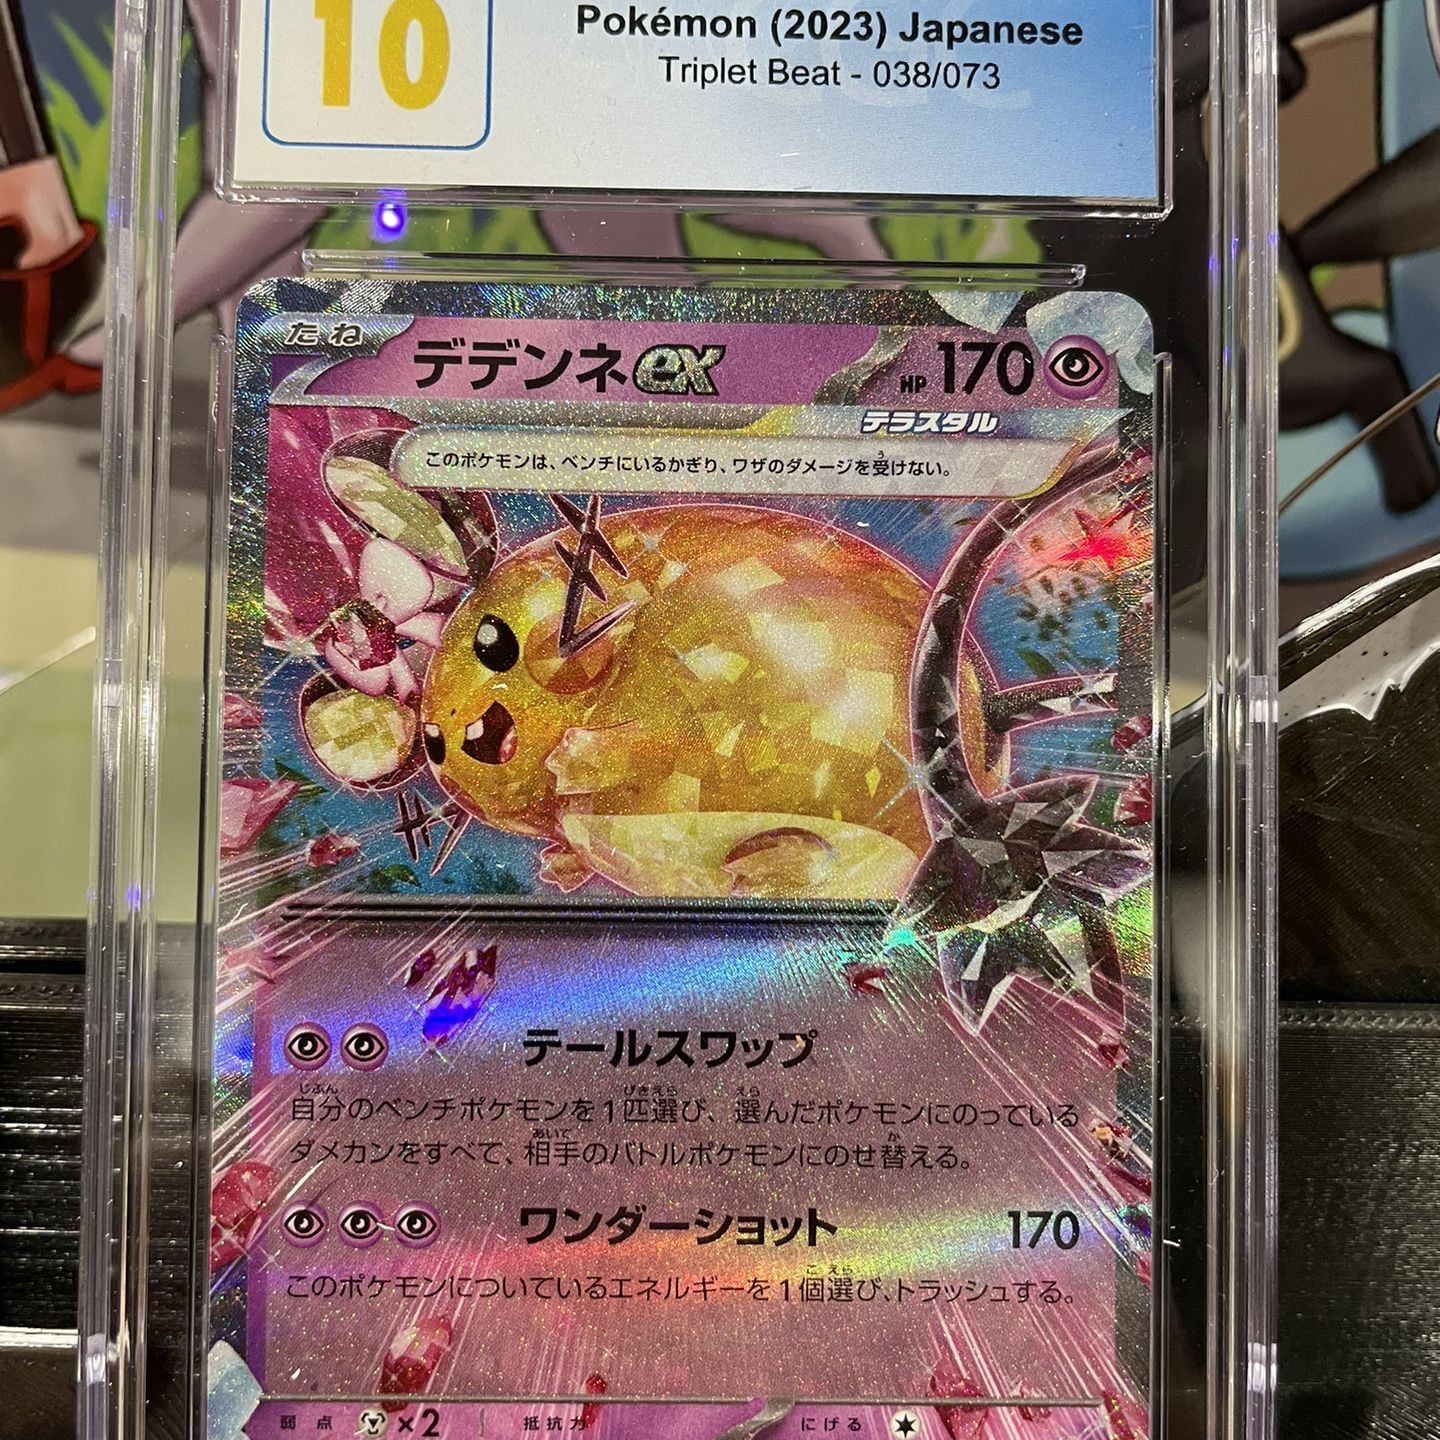 10
Pokémon (2023) Japanese
Triplet Beat - 038/073
たね
デデンネex
HP 170
テラスタル
このポケモンは、ベンチにいるかぎり、ワザのダメージを受けない。
テールスワップ
自分のベンチポケモンを1匹選び、選んだポケモンにのっている
ダメカンをすべて、相手のバトルポケモンにのせ替える。
ワンダーショット 170
このポケモンについているエネルギーを1個選び、トラッシュする。
弱点 ×2 抵抗力 にげる